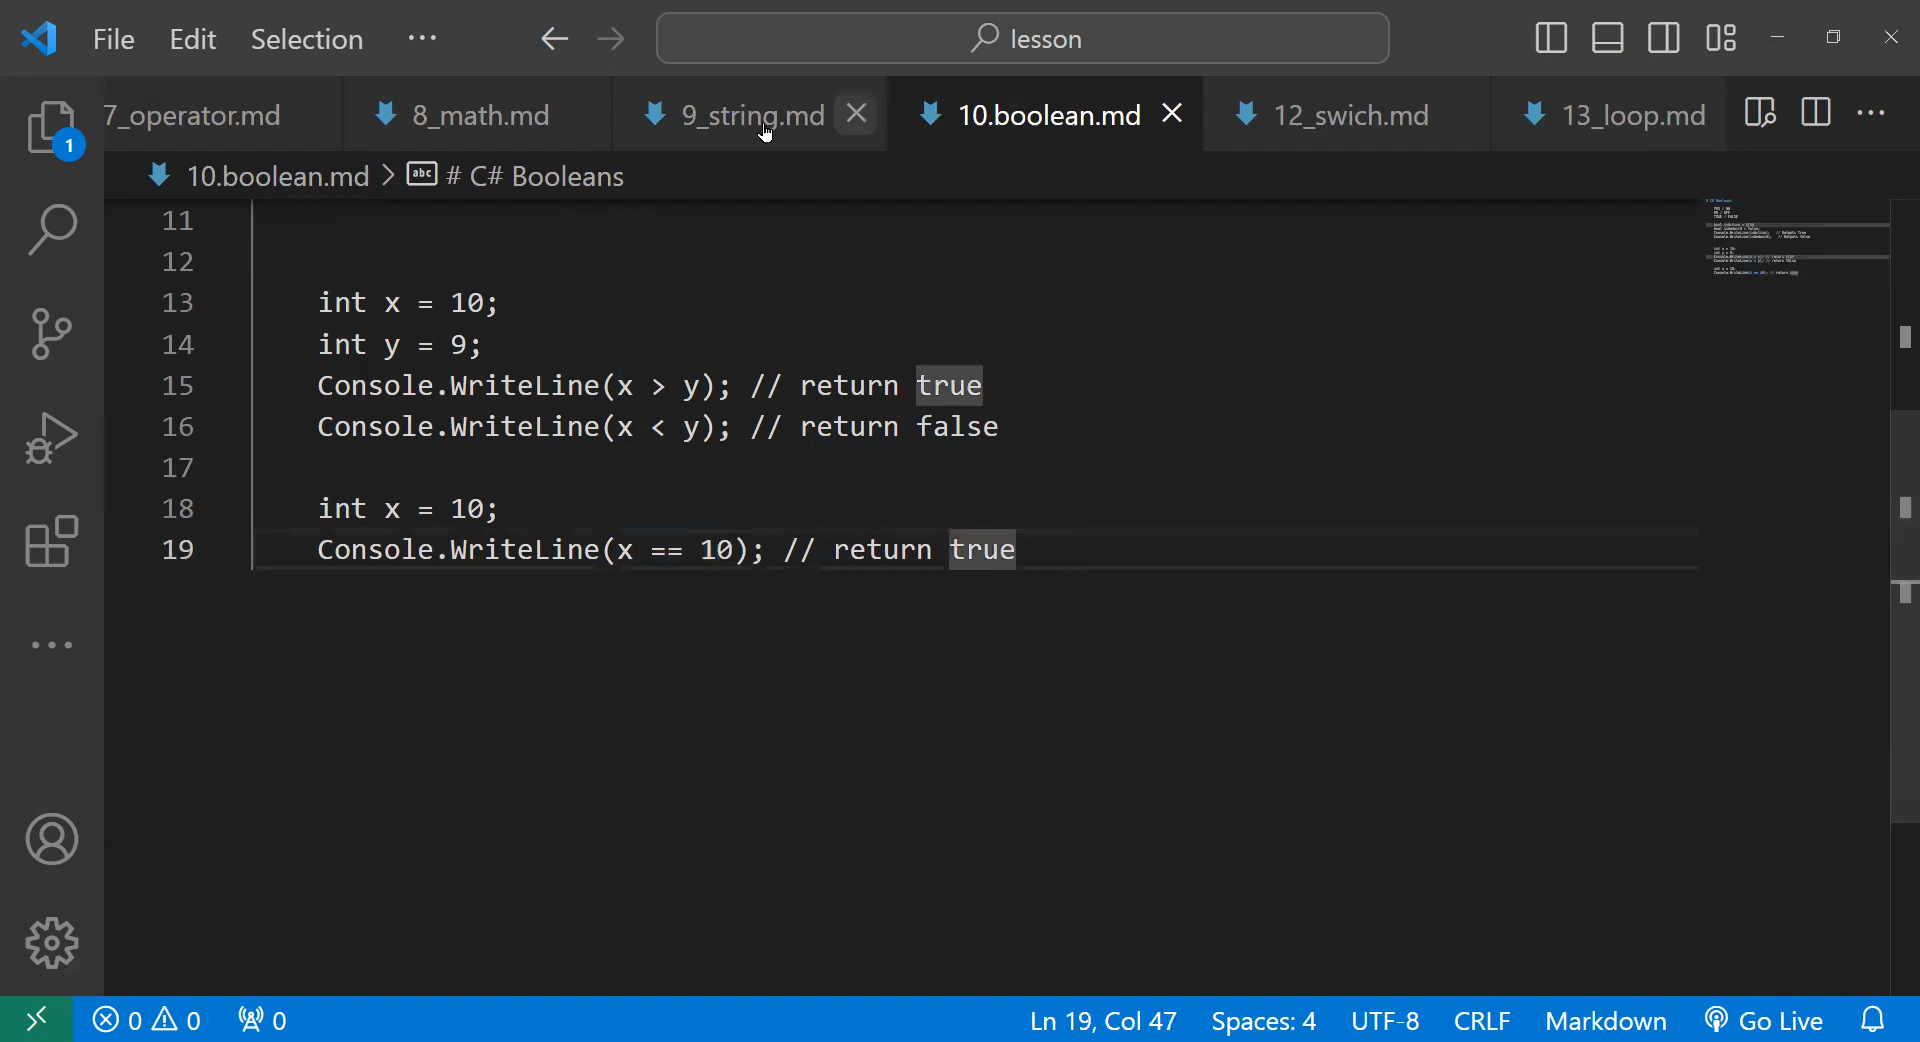 File Edit Selection ··· lesson
7_operator.md 8_math.md 9_string.md 10.boolean.md 12_swich.md 13_loop.md
10.boolean.md > abc # C# Booleans
11
12
13 int x = 10;
14 int y = 9;
15 Console.WriteLine(x > y); // return true
16 Console.WriteLine(x < y); // return false
17
18 int x = 10;
19 Console.WriteLine(x == 10); // return true
1
0 0 0 Ln 19, Col 47 Spaces: 4 UTF-8 CRLF Markdown Go Live